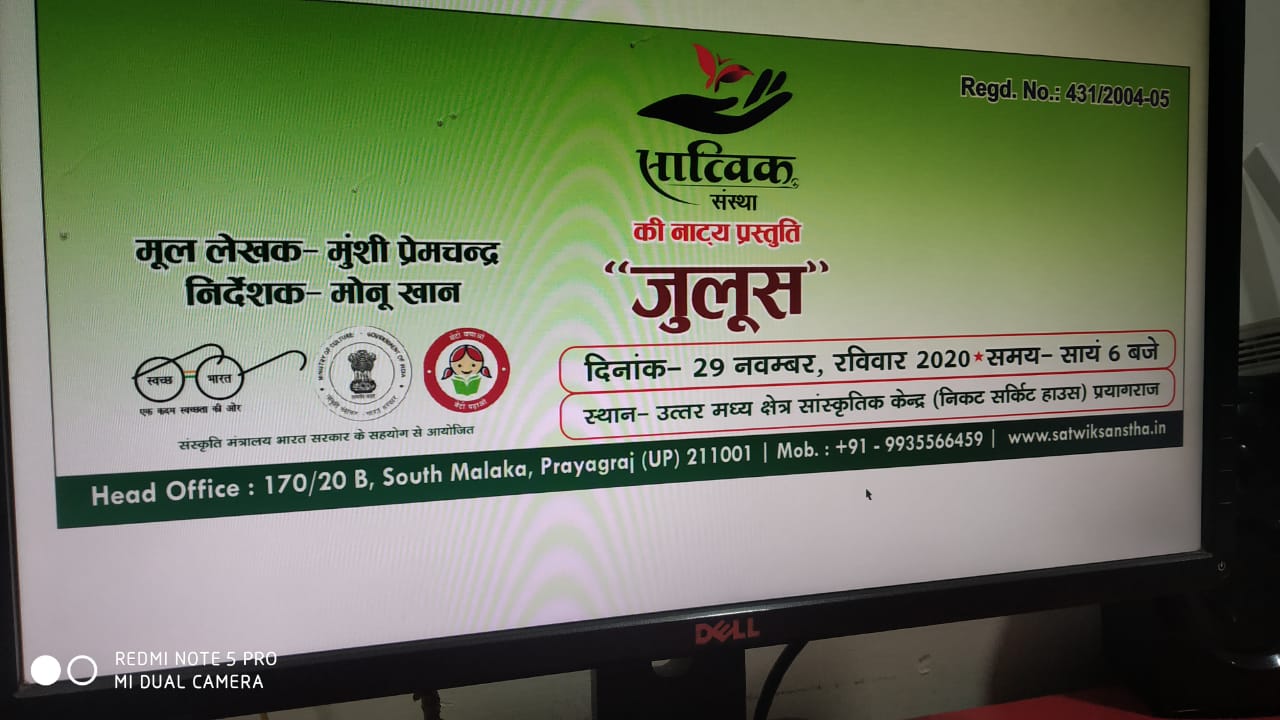 Regd. No.: 431/2004-05
सात्विक
संस्था
की नाट्य प्रस्तुति
“जुलूस”
मूल लेखक- मुंशी प्रेमचन्द्र
निर्देशक- मोनू खान
स्वच्छ भारत
एक कदम स्वच्छता की ओर
MINISTRY OF CULTURE - GOVERNMENT OF INDIA
बेटी बचाओ
बेटी पढ़ाओ
संस्कृति मंत्रालय भारत सरकार के सहयोग से आयोजित
दिनांक- 29 नवम्बर, रविवार 2020★समय- सायं 6 बजे
स्थान- उत्तर मध्य क्षेत्र सांस्कृतिक केन्द्र (निकट सर्किट हाउस) प्रयागराज
Head Office : 170/20 B, South Malaka, Prayagraj (UP) 211001 | Mob. : +91 - 9935566459 | www.satwiksanstha.in
DELL
REDMI NOTE 5 PRO
MI DUAL CAMERA